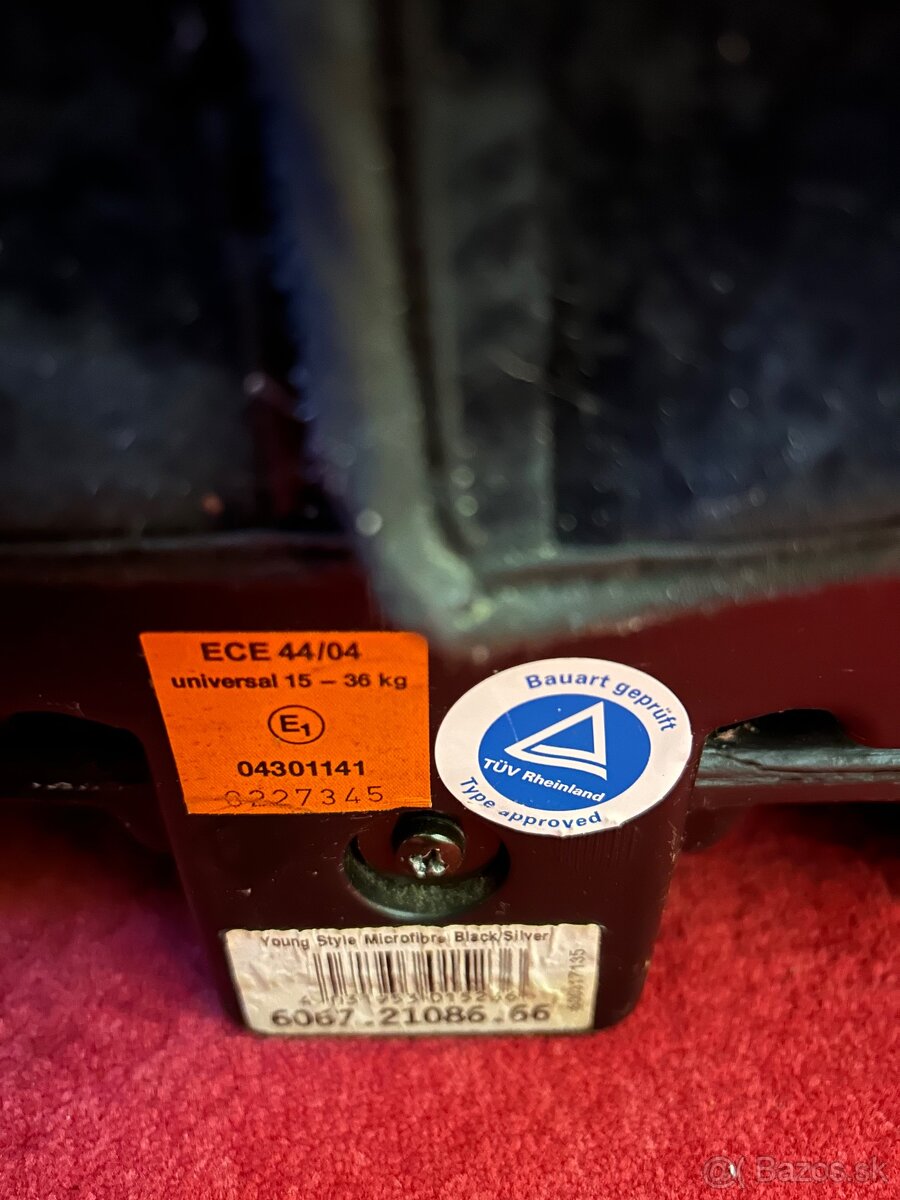 ECE 44/04
universal 15 – 36 kg
E1
04301141
0227345
Bauart geprüft
TÜV Rheinland
Type approved
Young Style Microfibre Black/Silver
6067.21086.66
Bazos.sk